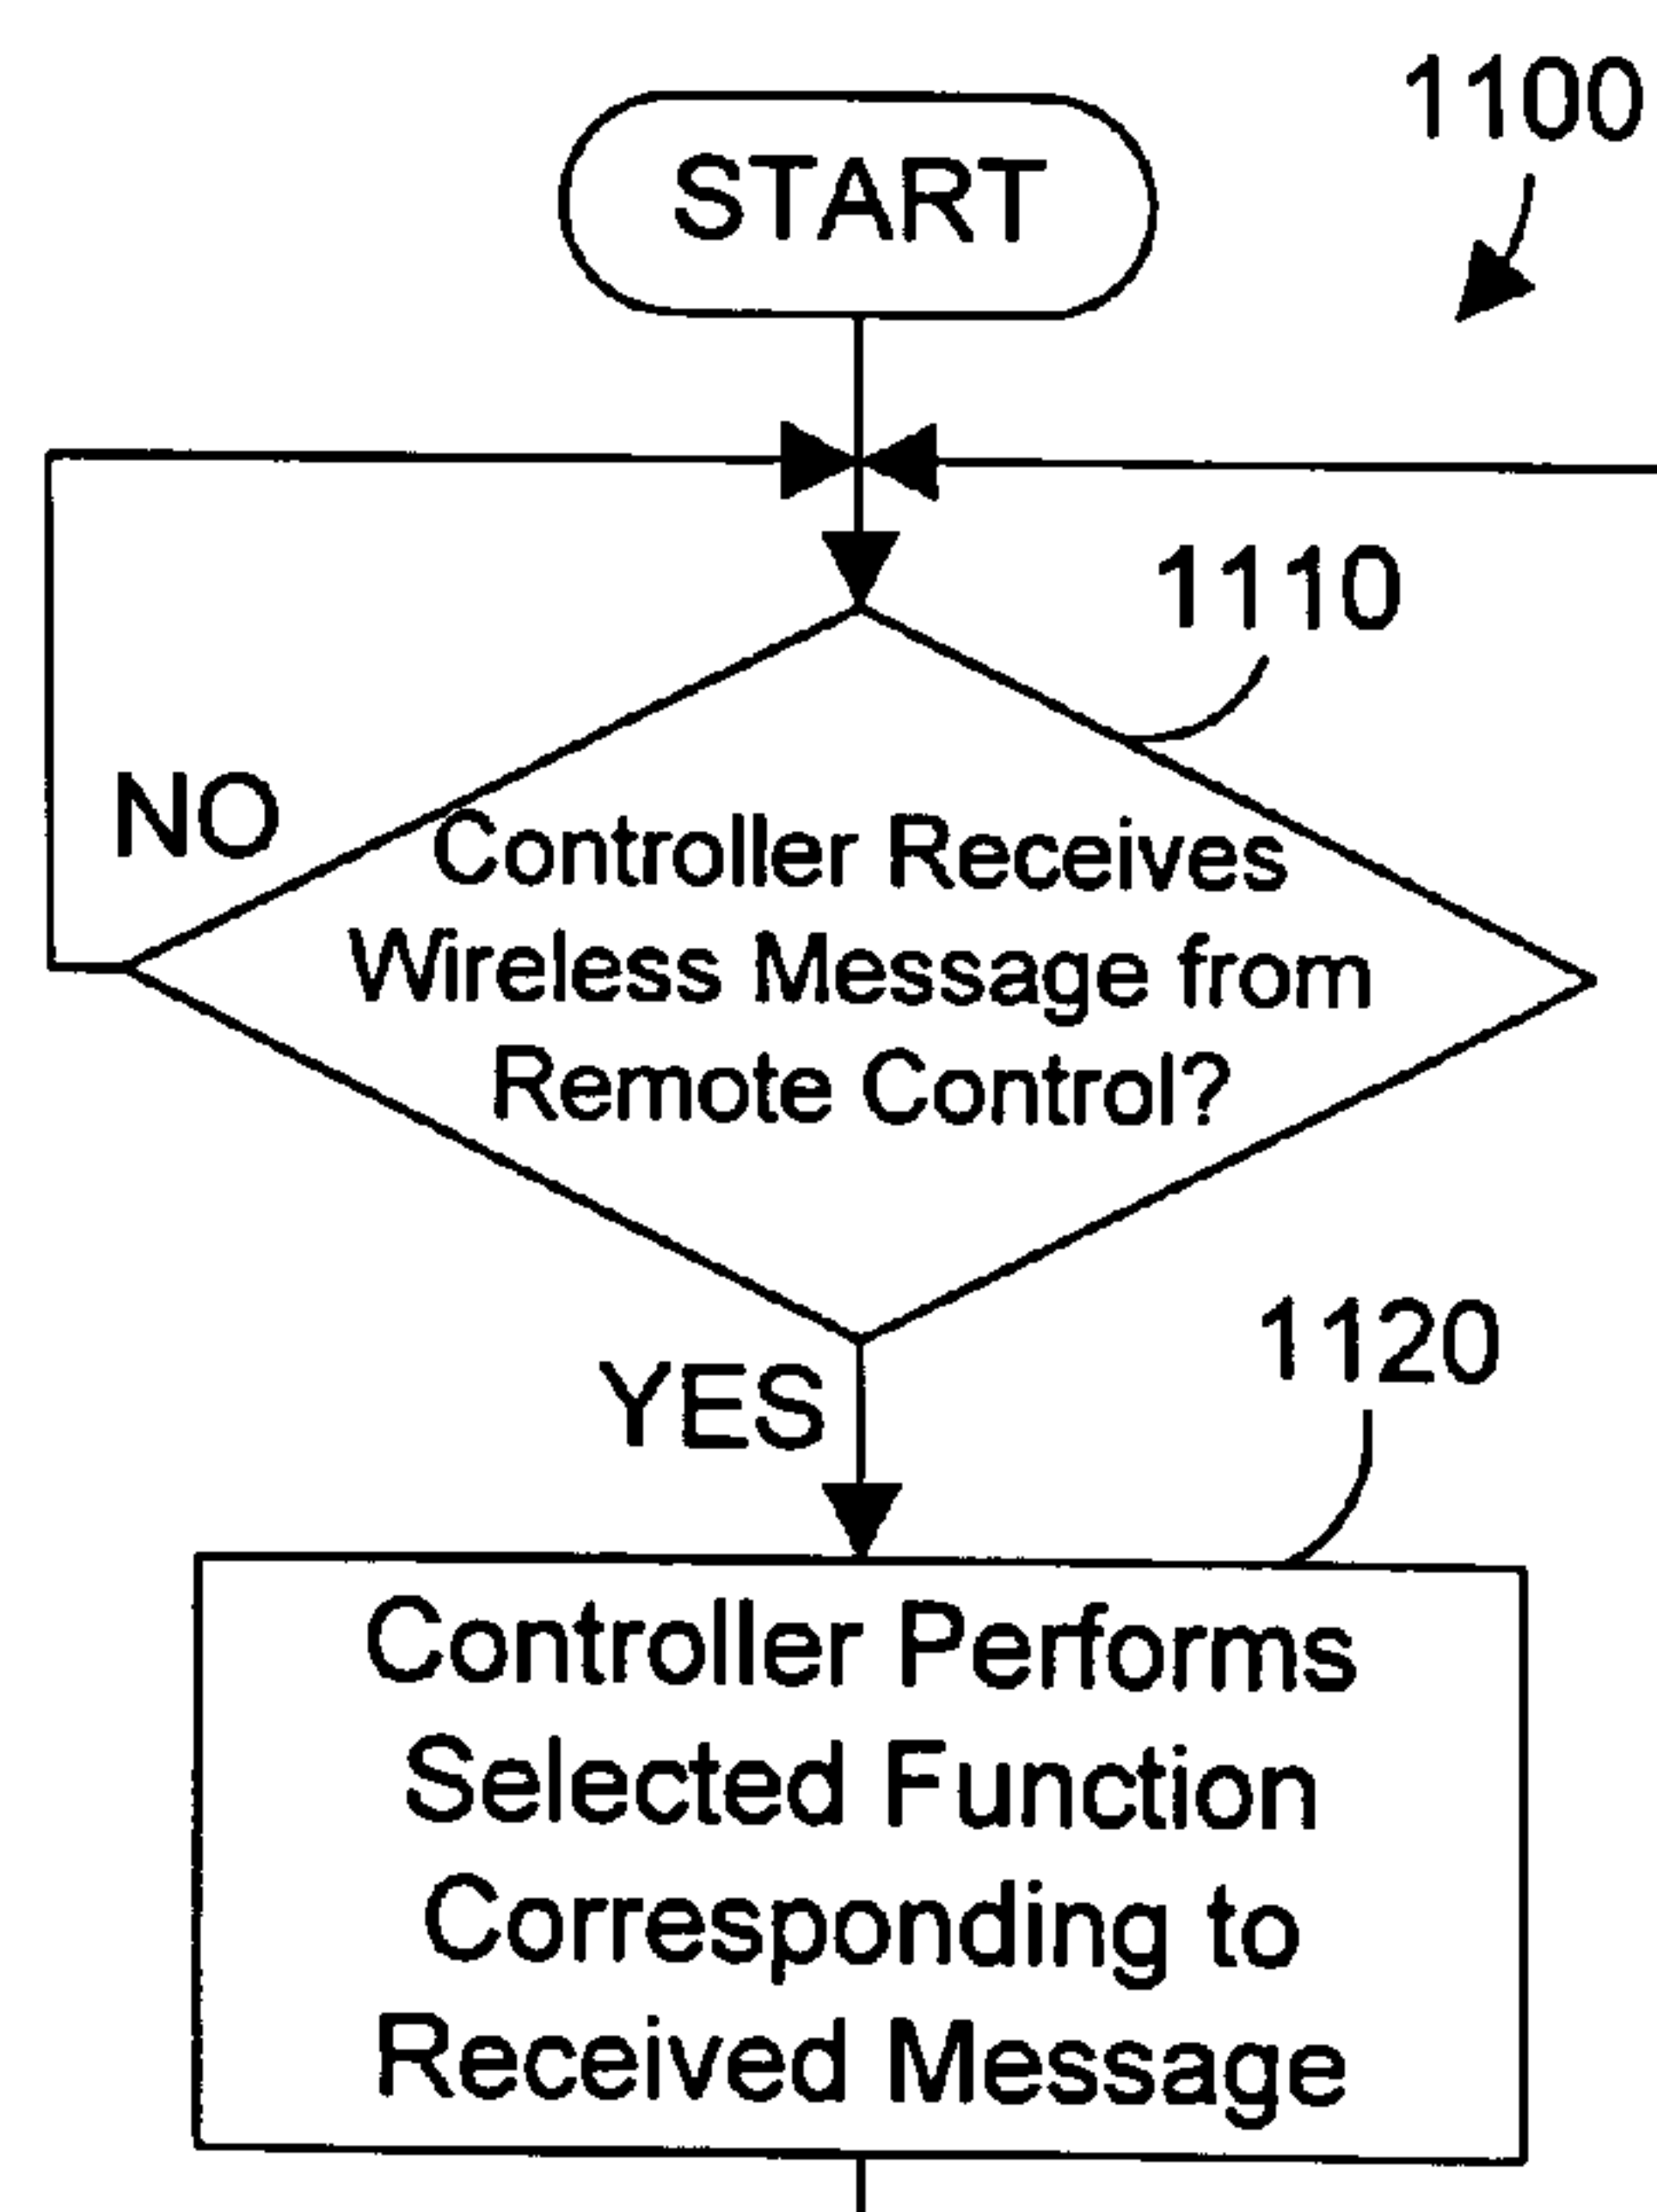 1100
START
1110
NO
Controller Receives
Wireless Message from
Remote Control?
YES
1120
Controller Performs
Selected Function
Corresponding to
Received Message